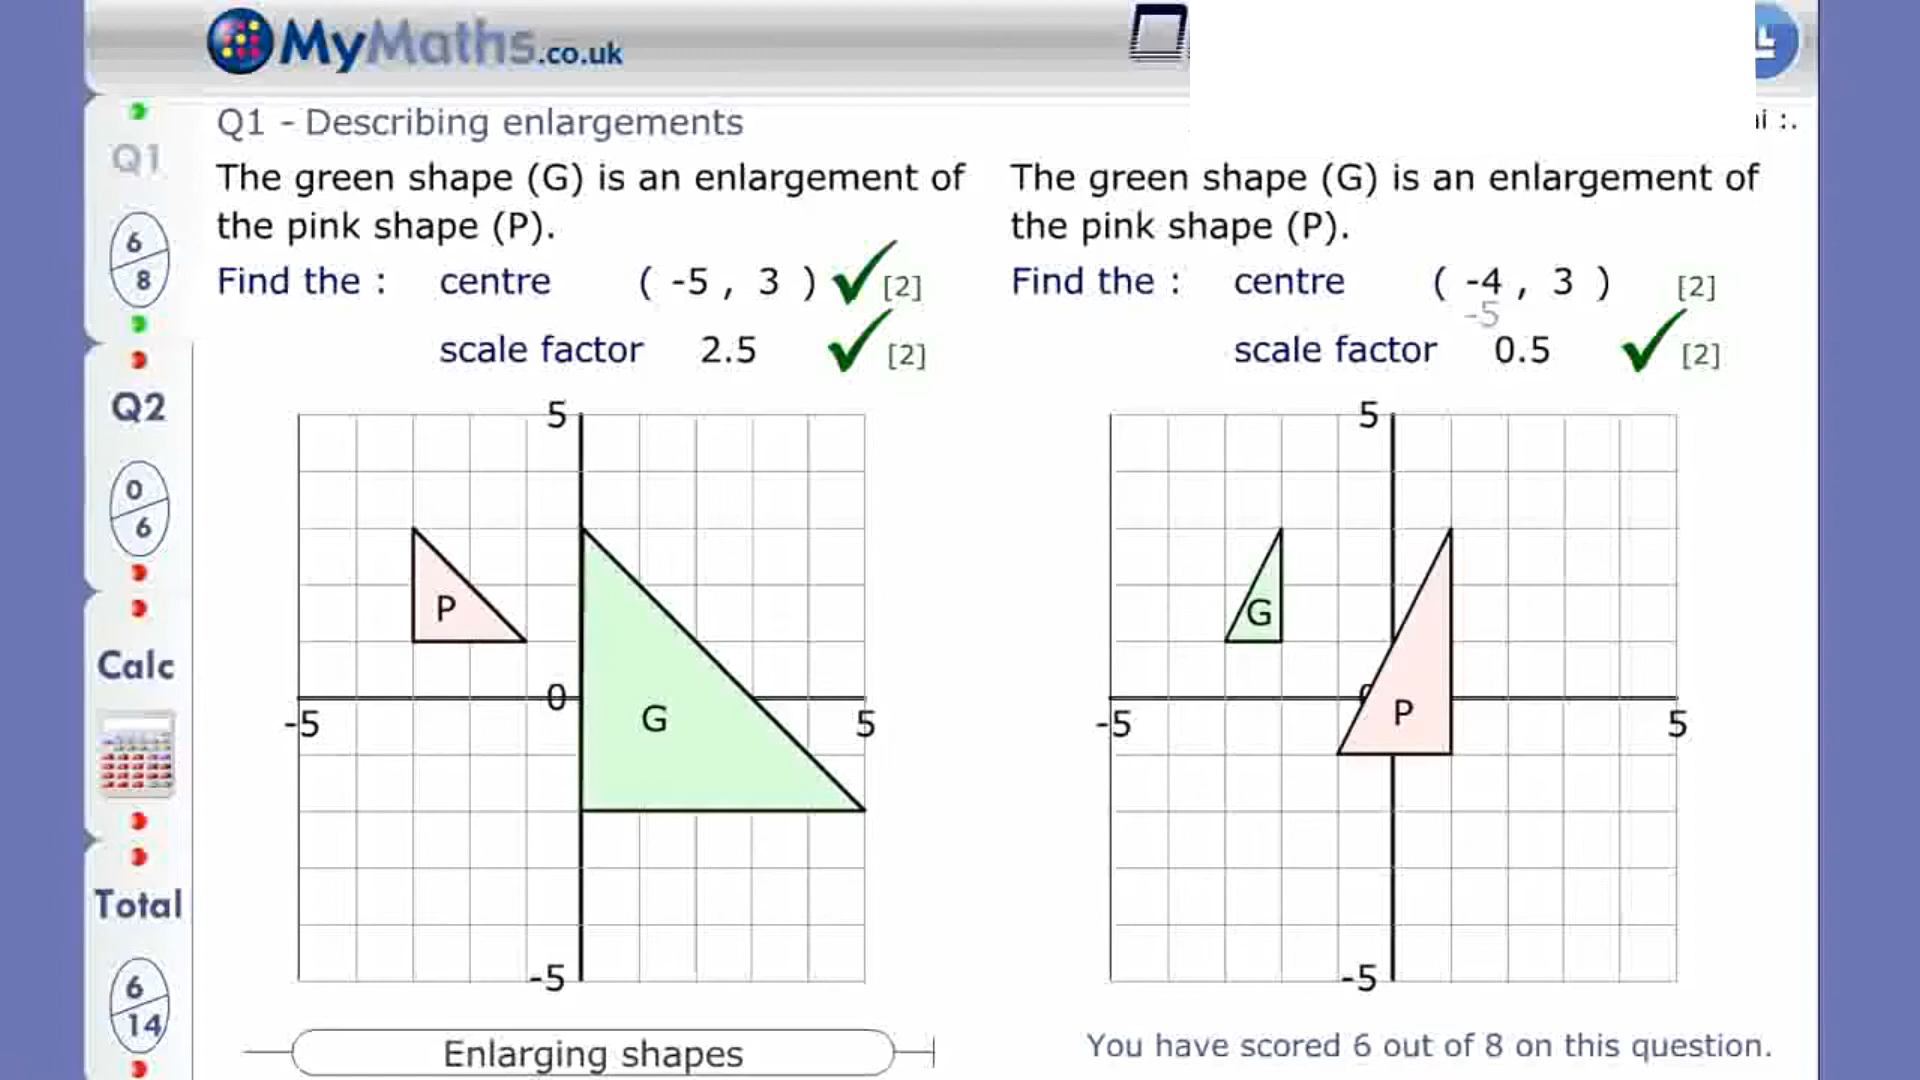 MyMaths.co.uk
Q1 - Describing enlargements
The green shape (G) is an enlargement of
the pink shape (P).
Find the : centre ( -5 , 3 ) [2]
scale factor 2.5 [2]
5
P
0
G
-5
5
-5
Enlarging shapes
The green shape (G) is an enlargement of
the pink shape (P).
Find the : centre ( -4 , 3 ) [2]
-5
scale factor 0.5 [2]
5
G
P
-5
5
-5
You have scored 6 out of 8 on this question.
Q1
6
8
Q2
0
6
Calc
Total
6
14